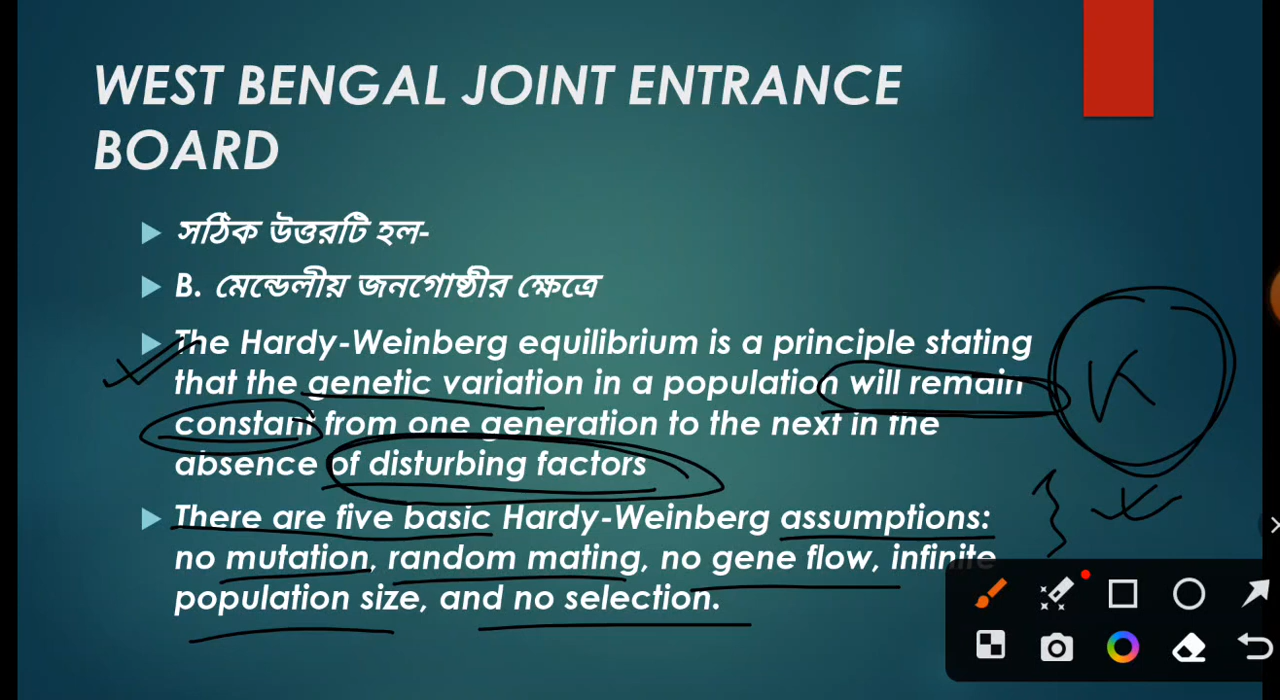 WEST BENGAL JOINT ENTRANCE
BOARD
সঠিক উত্তরটি হল-
B. মেন্ডেলীয় জনগোষ্ঠীর ক্ষেত্রে
The Hardy-Weinberg equilibrium is a principle stating
that the genetic variation in a population will remain
constant from one generation to the next in the
absence of disturbing factors
There are five basic Hardy-Weinberg assumptions:
no mutation, random mating, no gene flow, infinite
population size, and no selection.
K